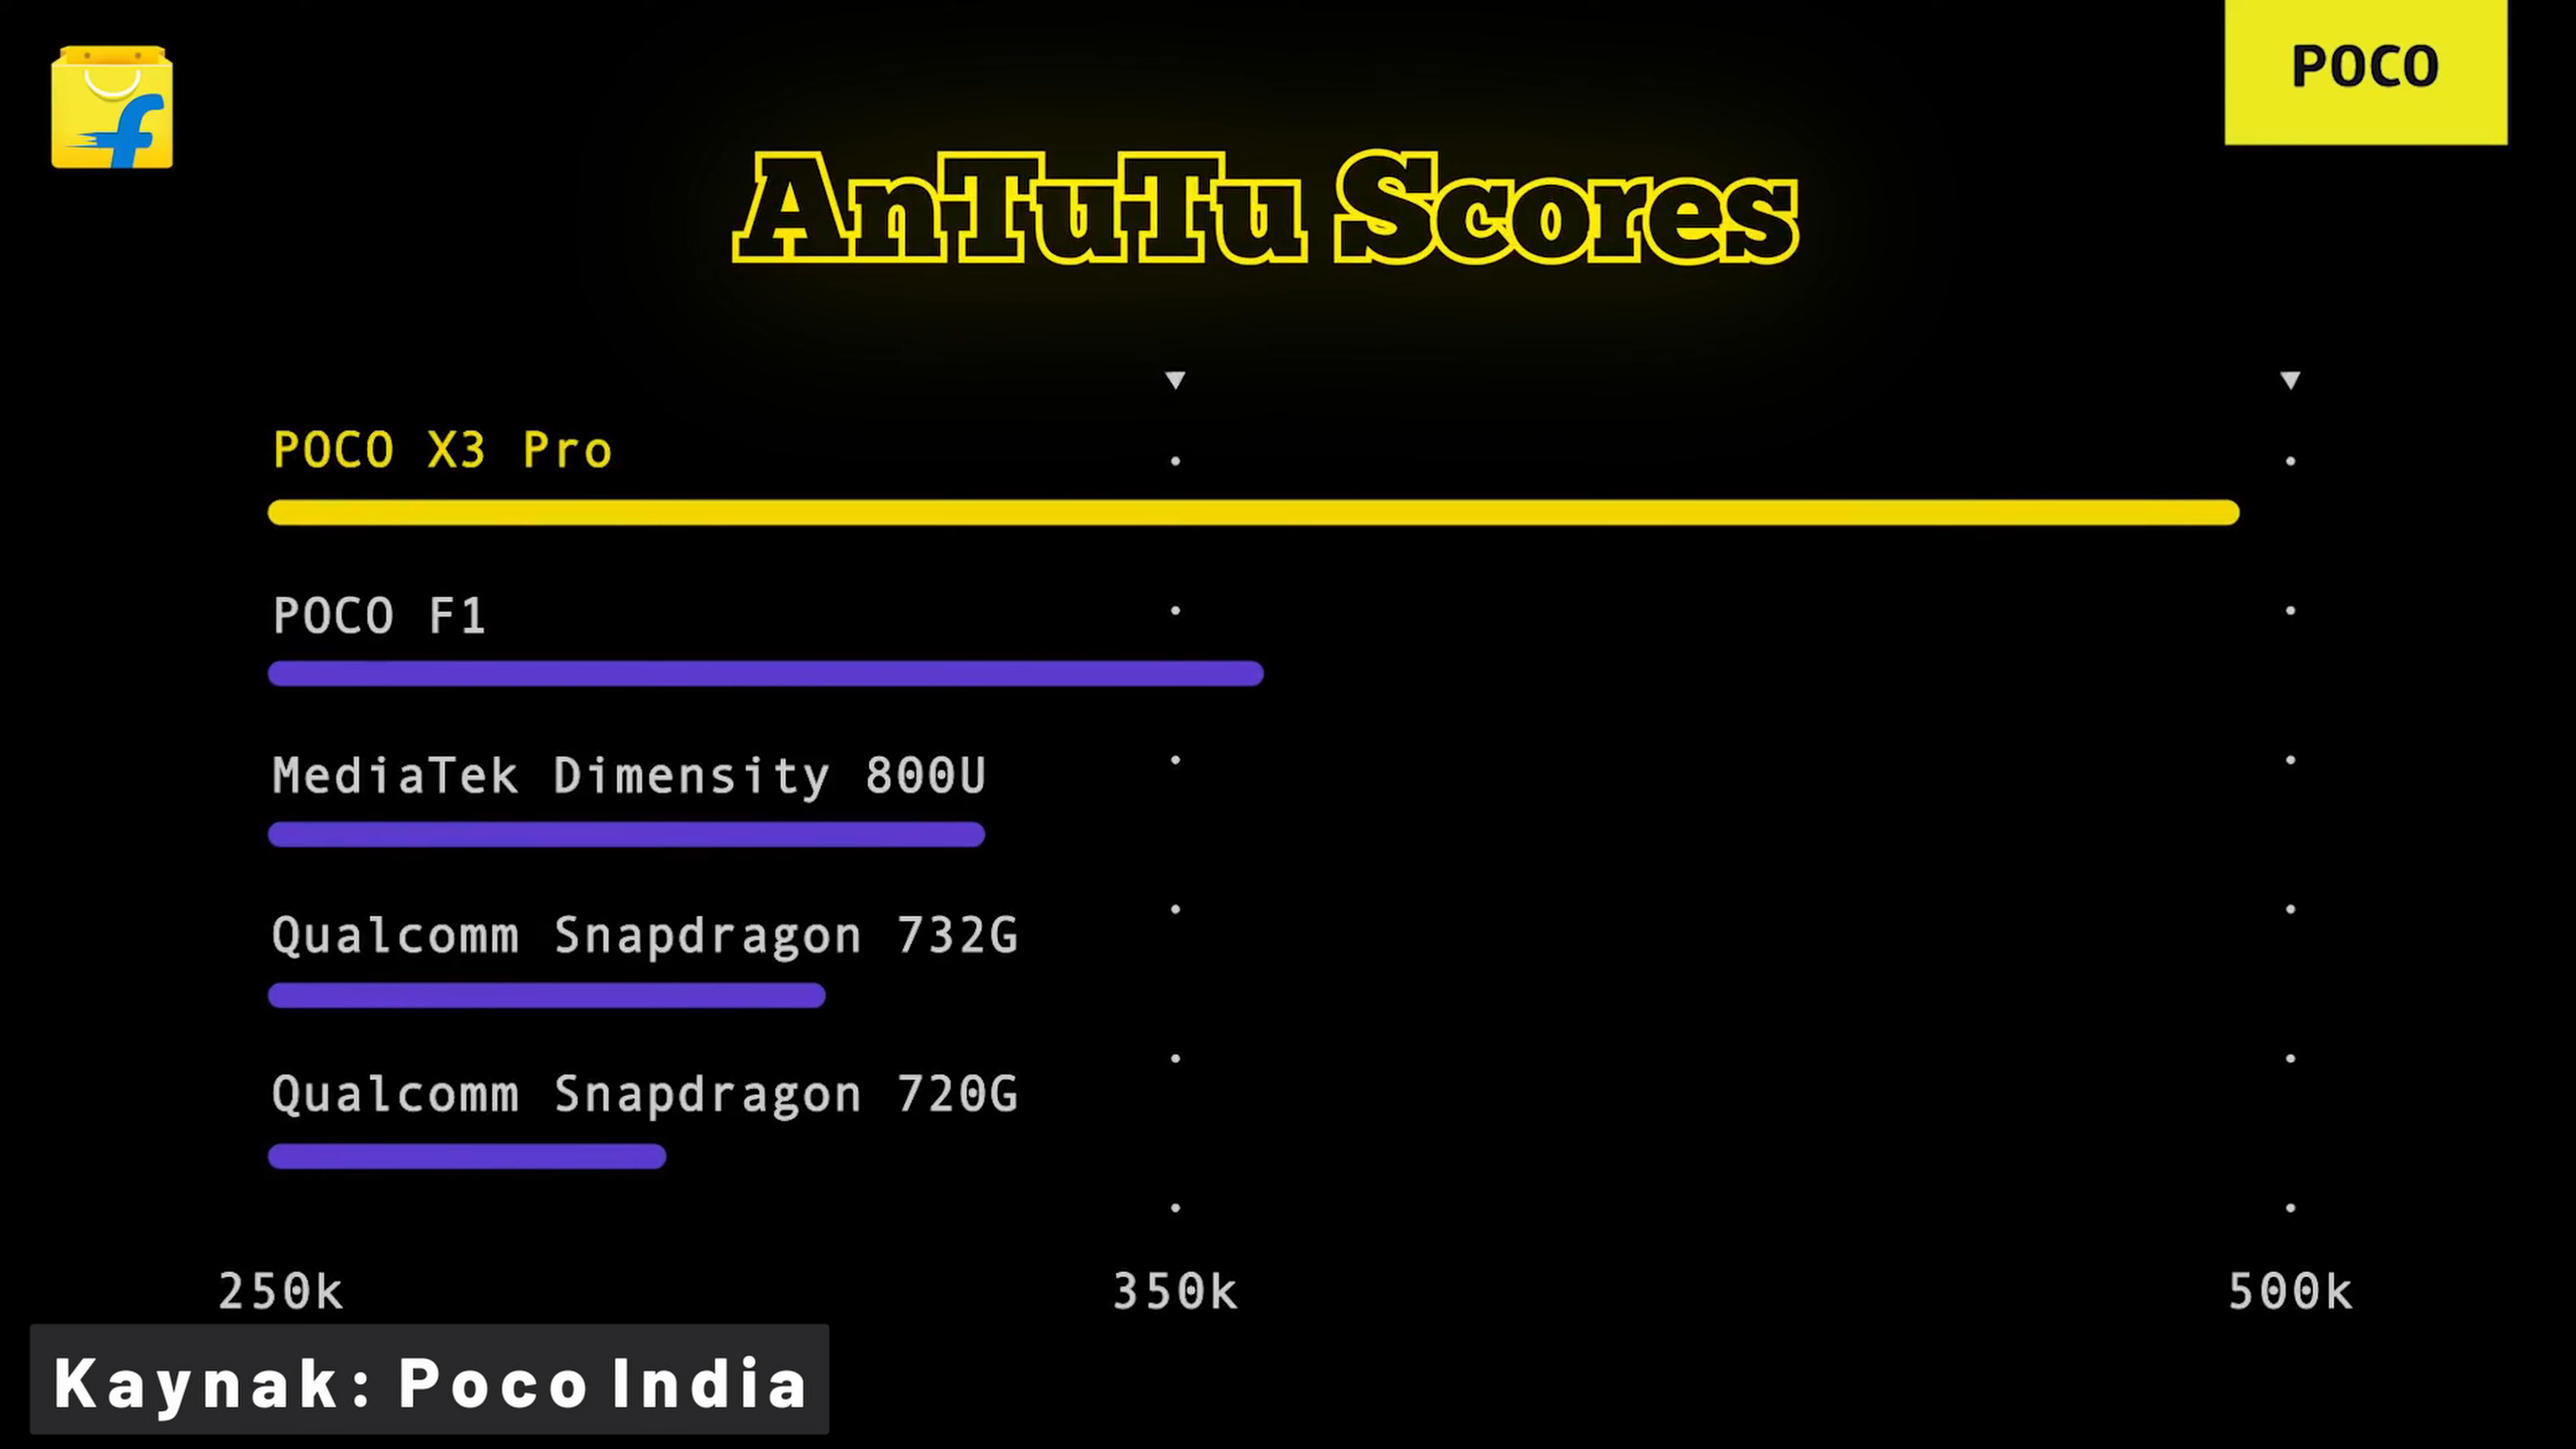 POCO
AnTuTu Scores
POCO X3 Pro
POCO F1
MediaTek Dimensity 800U
Qualcomm Snapdragon 732G
Qualcomm Snapdragon 720G
250k 350k 500k
Kaynak: Poco India